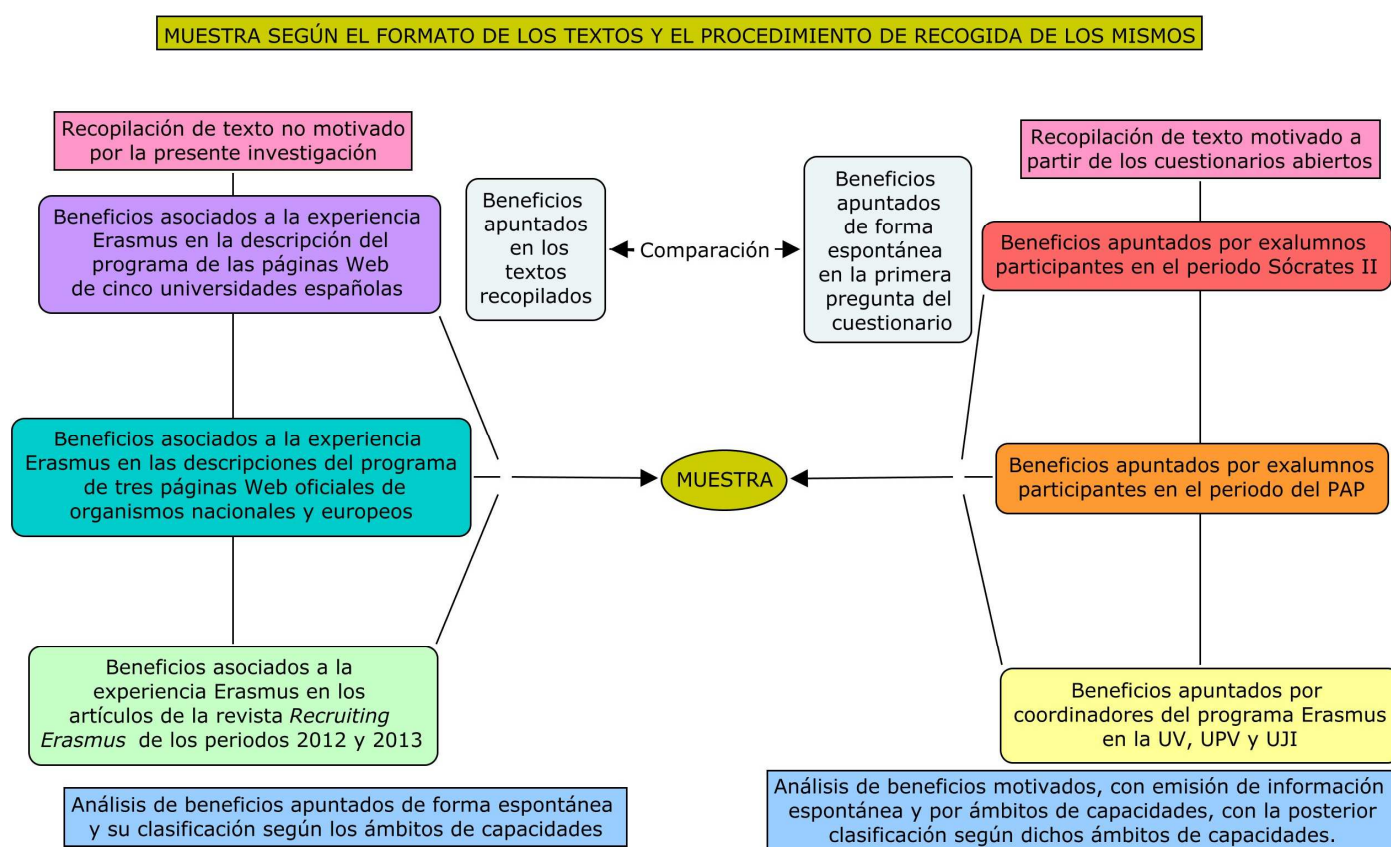 MUESTRA SEGÚN EL FORMATO DE LOS TEXTOS Y EL PROCEDIMIENTO DE RECOGIDA DE LOS MISMOS
Recopilación de texto no motivado
por la presente investigación
Beneficios asociados a la experiencia
Erasmus en la descripción del
programa de las páginas Web
de cinco universidades españolas
Beneficios asociados a la experiencia
Erasmus en las descripciones del programa
de tres páginas Web oficiales de
organismos nacionales y europeos
Beneficios asociados a la
experiencia Erasmus en los
artículos de la revista Recruiting
Erasmus de los periodos 2012 y 2013
Análisis de beneficios apuntados de forma espontánea
y su clasificación según los ámbitos de capacidades
Beneficios
apuntados
en los
textos
recopilados
Comparación
Beneficios
apuntados
de forma
espontánea
en la primera
pregunta del
cuestionario
MUESTRA
Recopilación de texto motivado a
partir de los cuestionarios abiertos
Beneficios apuntados por exalumnos
participantes en el periodo Sócrates II
Beneficios apuntados por exalumnos
participantes en el periodo del PAP
Beneficios apuntados por
coordinadores del programa Erasmus
en la UV, UPV y UJI
Análisis de beneficios motivados, con emisión de información
espontánea y por ámbitos de capacidades, con la posterior
clasificación según dichos ámbitos de capacidades.